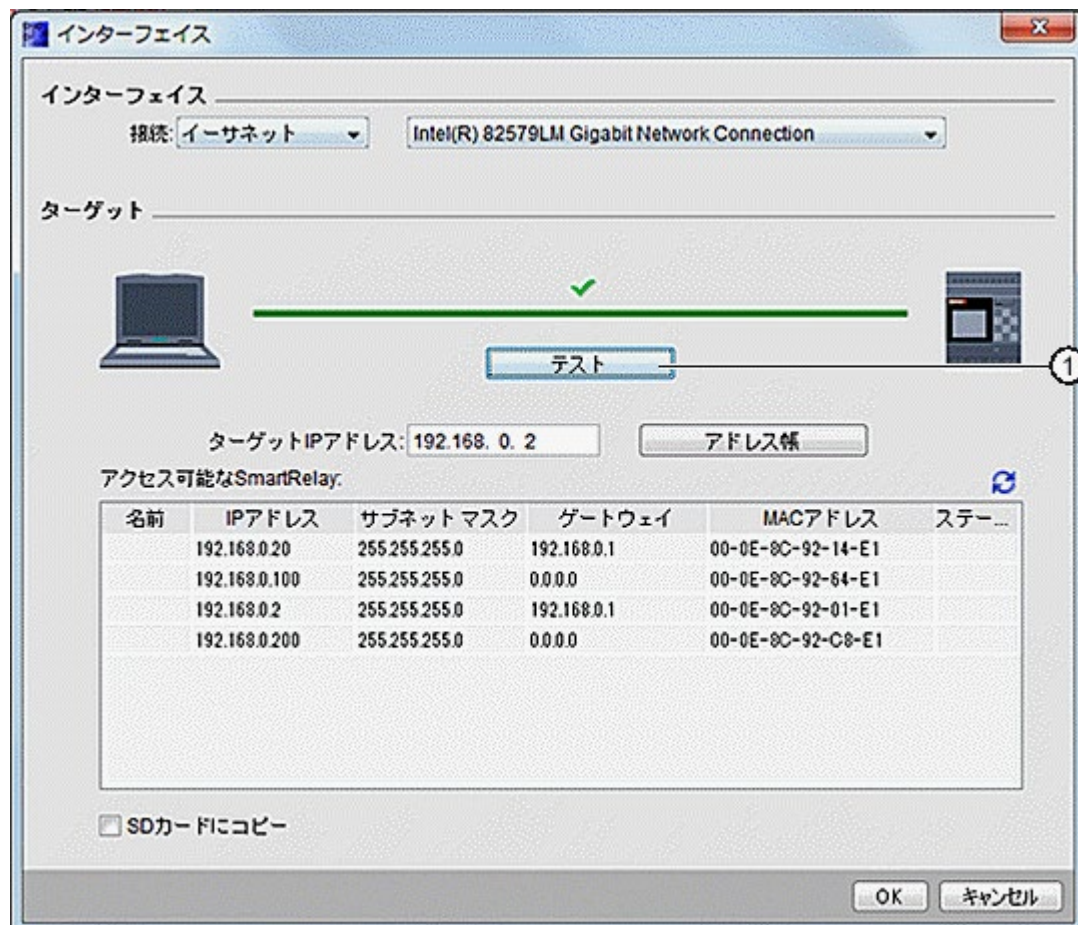 インターフェイス
インターフェイス
接続: イーサネット Intel(R) 82579LM Gigabit Network Connection
ターゲット
テスト
1
ターゲットIPアドレス: 192.168. 0. 2 アドレス帳
アクセス可能なSmartRelay:
名前 IPアドレス サブネット マスク ゲートウェイ MACアドレス ステー...
192.168.0.20 255.255.255.0 192.168.0.1 00-0E-8C-92-14-E1
192.168.0.100 255.255.255.0 0.0.0.0 00-0E-8C-92-64-E1
192.168.0.2 255.255.255.0 192.168.0.1 00-0E-8C-92-01-E1
192.168.0.200 255.255.255.0 0.0.0.0 00-0E-8C-92-C8-E1
SDカードにコピー
OK キャンセル